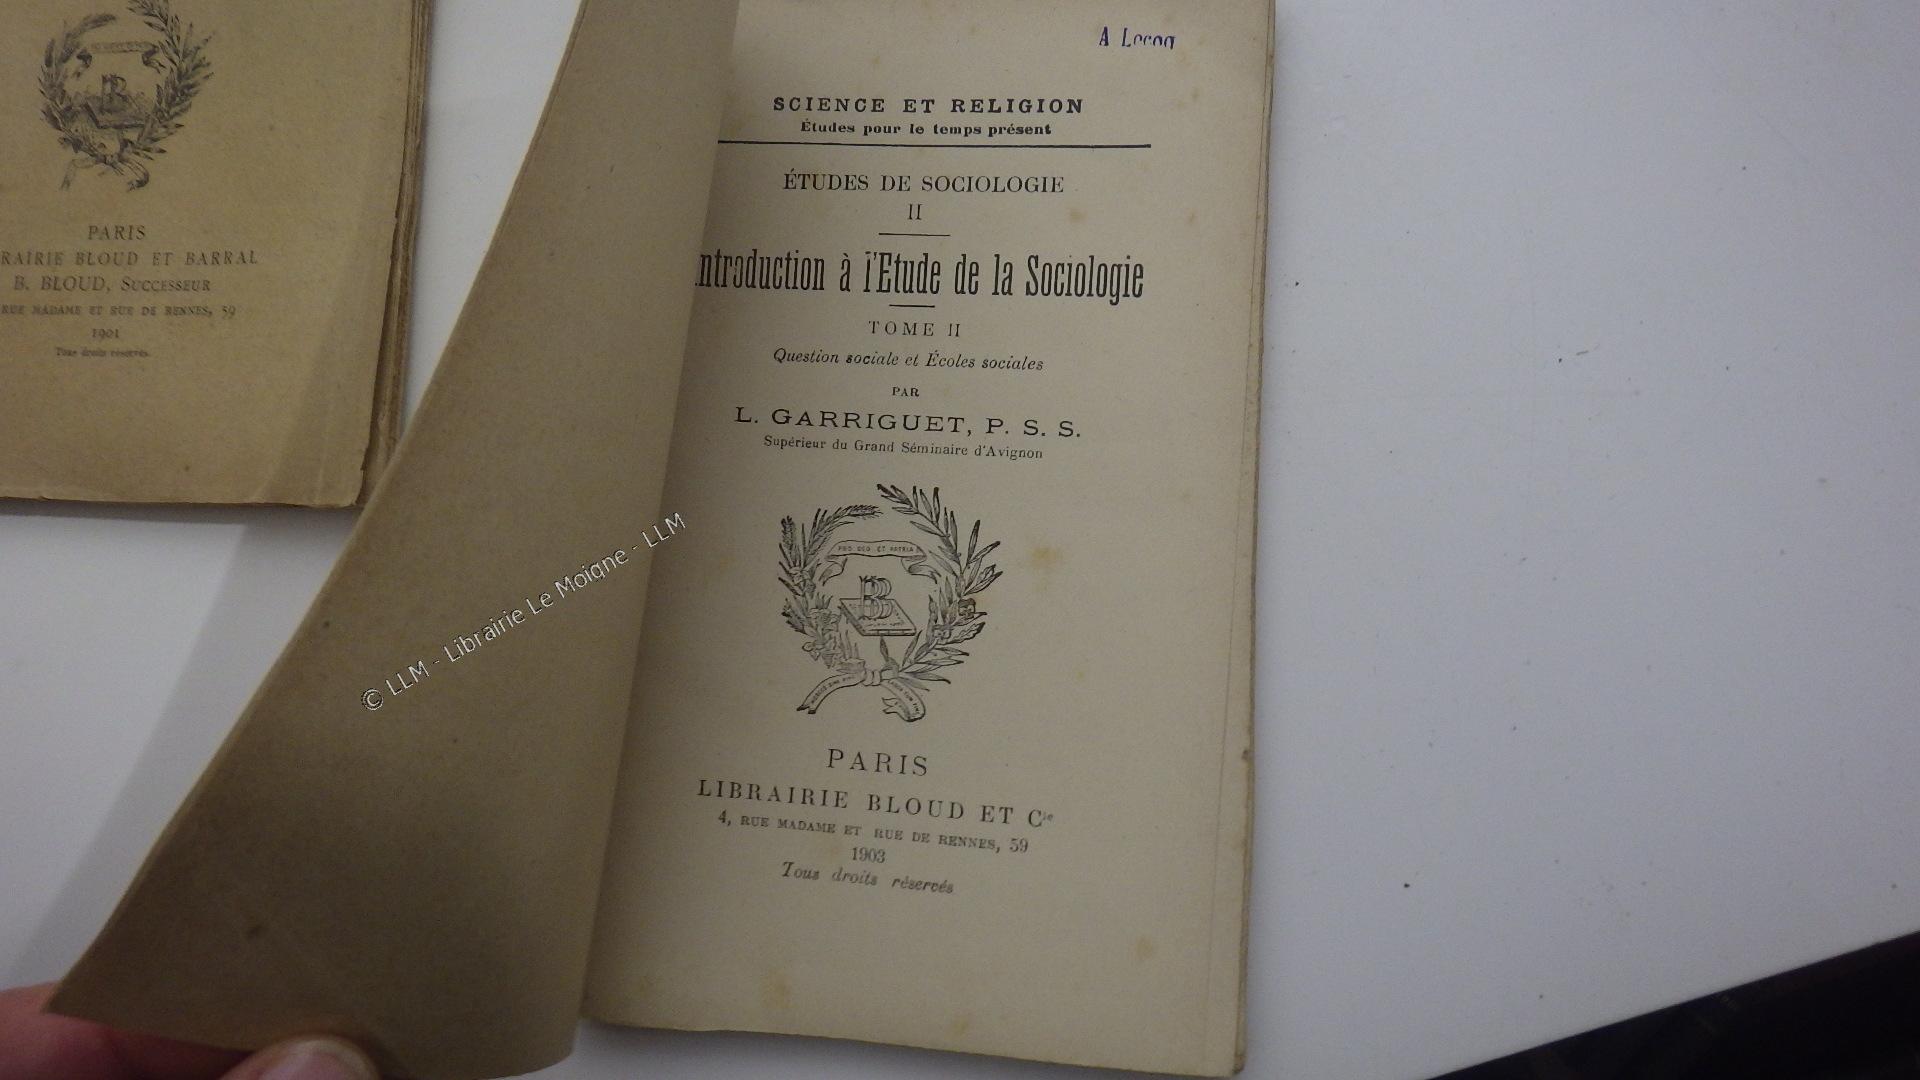 PARIS
RAIRIE BLOUD ET BARRAL
B. BLOUD, SUCCESSEUR
RUE MADAME ET RUE DE RENNES, 59
1901
Tous droits réservés.
A Lecoq
SCIENCE ET RELIGION
Études pour le temps présent
ÉTUDES DE SOCIOLOGIE
II
ntroduction à l'Etude de la Sociologie
TOME II
Question sociale et Écoles sociales
PAR
L. GARRIGUET, P. S. S.
Supérieur du Grand Séminaire d'Avignon
PRO DEO ET PATRIA
B
PARIS
LIBRAIRIE BLOUD ET Cie
4, RUE MADAME ET RUE DE RENNES, 59
1903
Tous droits réservés
© LLM - Librairie Le Moigne - LLM